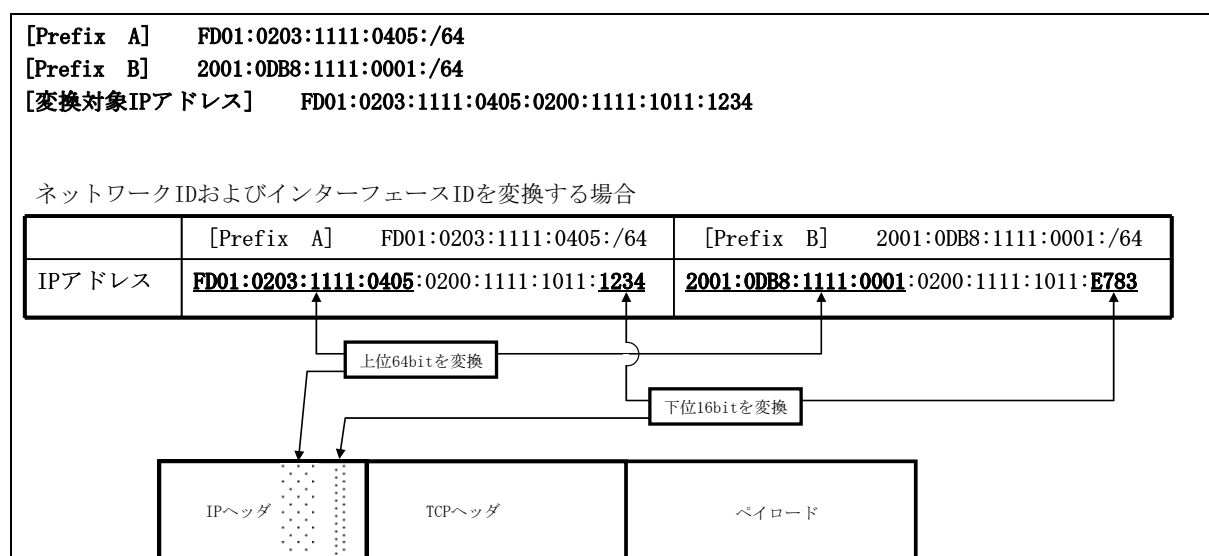 [Prefix A] FD01:0203:1111:0405:/64
[Prefix B] 2001:0DB8:1111:0001:/64
[変換対象IPアドレス] FD01:0203:1111:0405:0200:1111:1011:1234
ネットワークIDおよびインターフェースIDを変換する場合
[Prefix A] FD01:0203:1111:0405:/64 [Prefix B] 2001:0DB8:1111:0001:/64
IPアドレス FD01:0203:1111:0405:0200:1111:1011:1234 2001:0DB8:1111:0001:0200:1111:1011:E783
上位64bitを変換
下位16bitを変換
IPヘッダ TCPヘッダ ペイロード